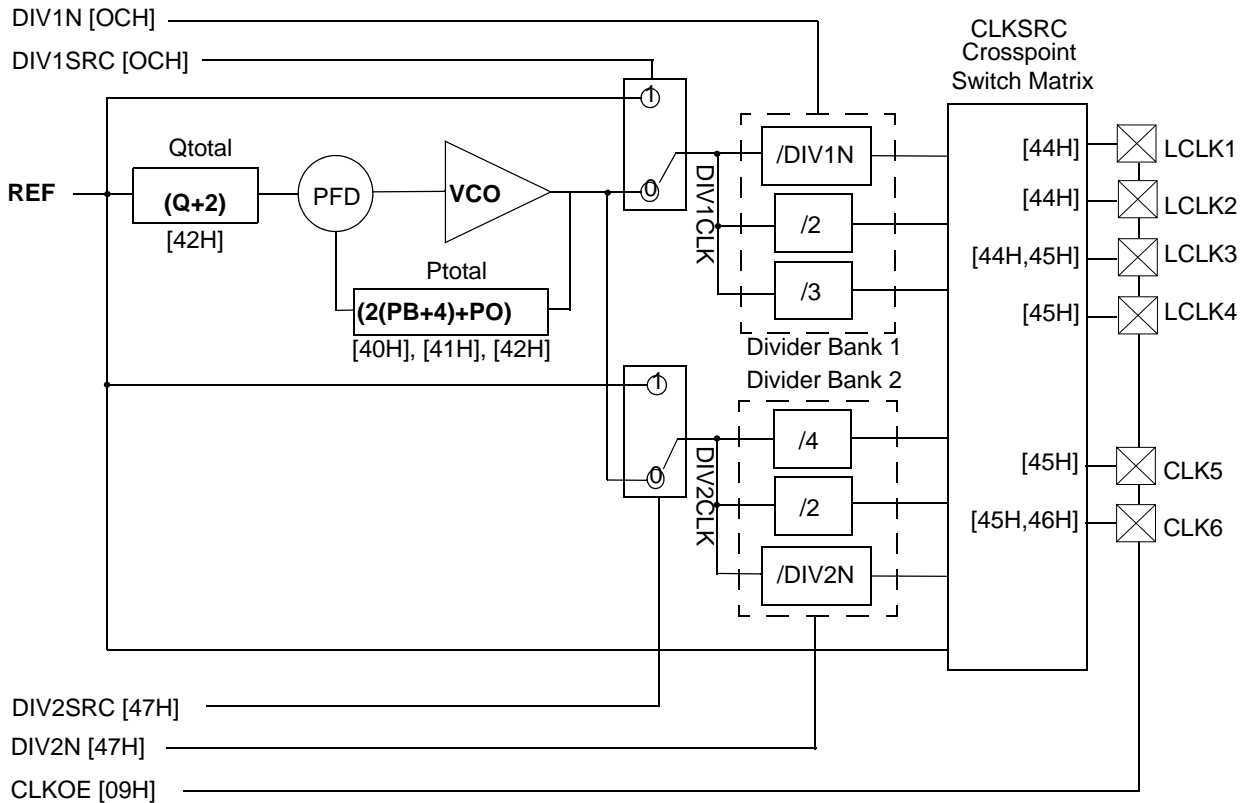 DIV1N [OCH]
DIV1SRC [OCH]
CLKSRC
Crosspoint
Switch Matrix
1
Qtotal
/DIV1N
[44H]
LCLK1
REF
(Q+2)
PFD
VCO
0
DIV1CLK
[44H]
LCLK2
[42H]
/2
[44H,45H]
LCLK3
Ptotal
/3
[45H]
LCLK4
(2(PB+4)+PO)
[40H], [41H], [42H]
Divider Bank 1
Divider Bank 2
1
/4
0
DIV2CLK
[45H]
CLK5
/2
[45H,46H]
CLK6
/DIV2N
DIV2SRC [47H]
DIV2N [47H]
CLKOE [09H]